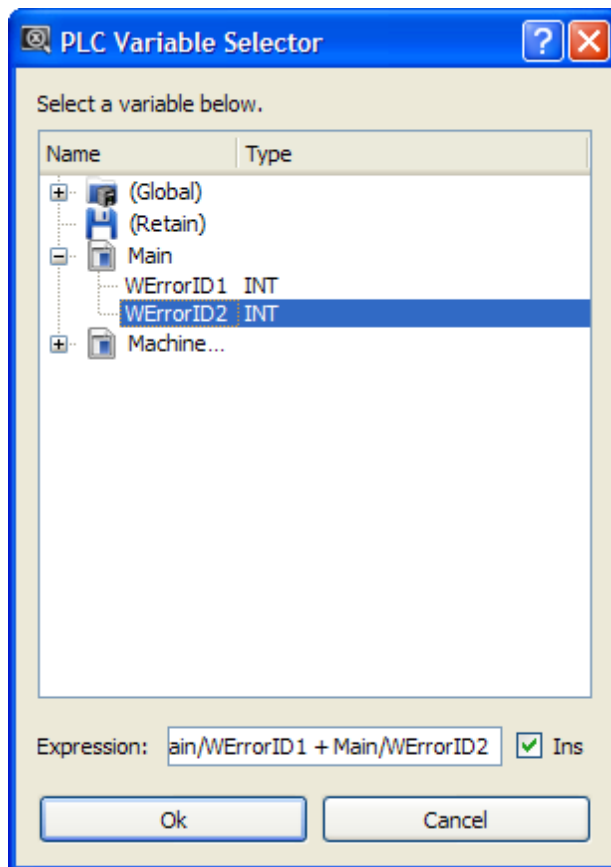 PLC Variable Selector
Select a variable below.
Name Type
(Global)
(Retain)
Main
WErrorID1 INT
WErrorID2 INT
Machine...
Expression: ain/WErrorID1 + Main/WErrorID2 Ins
Ok Cancel